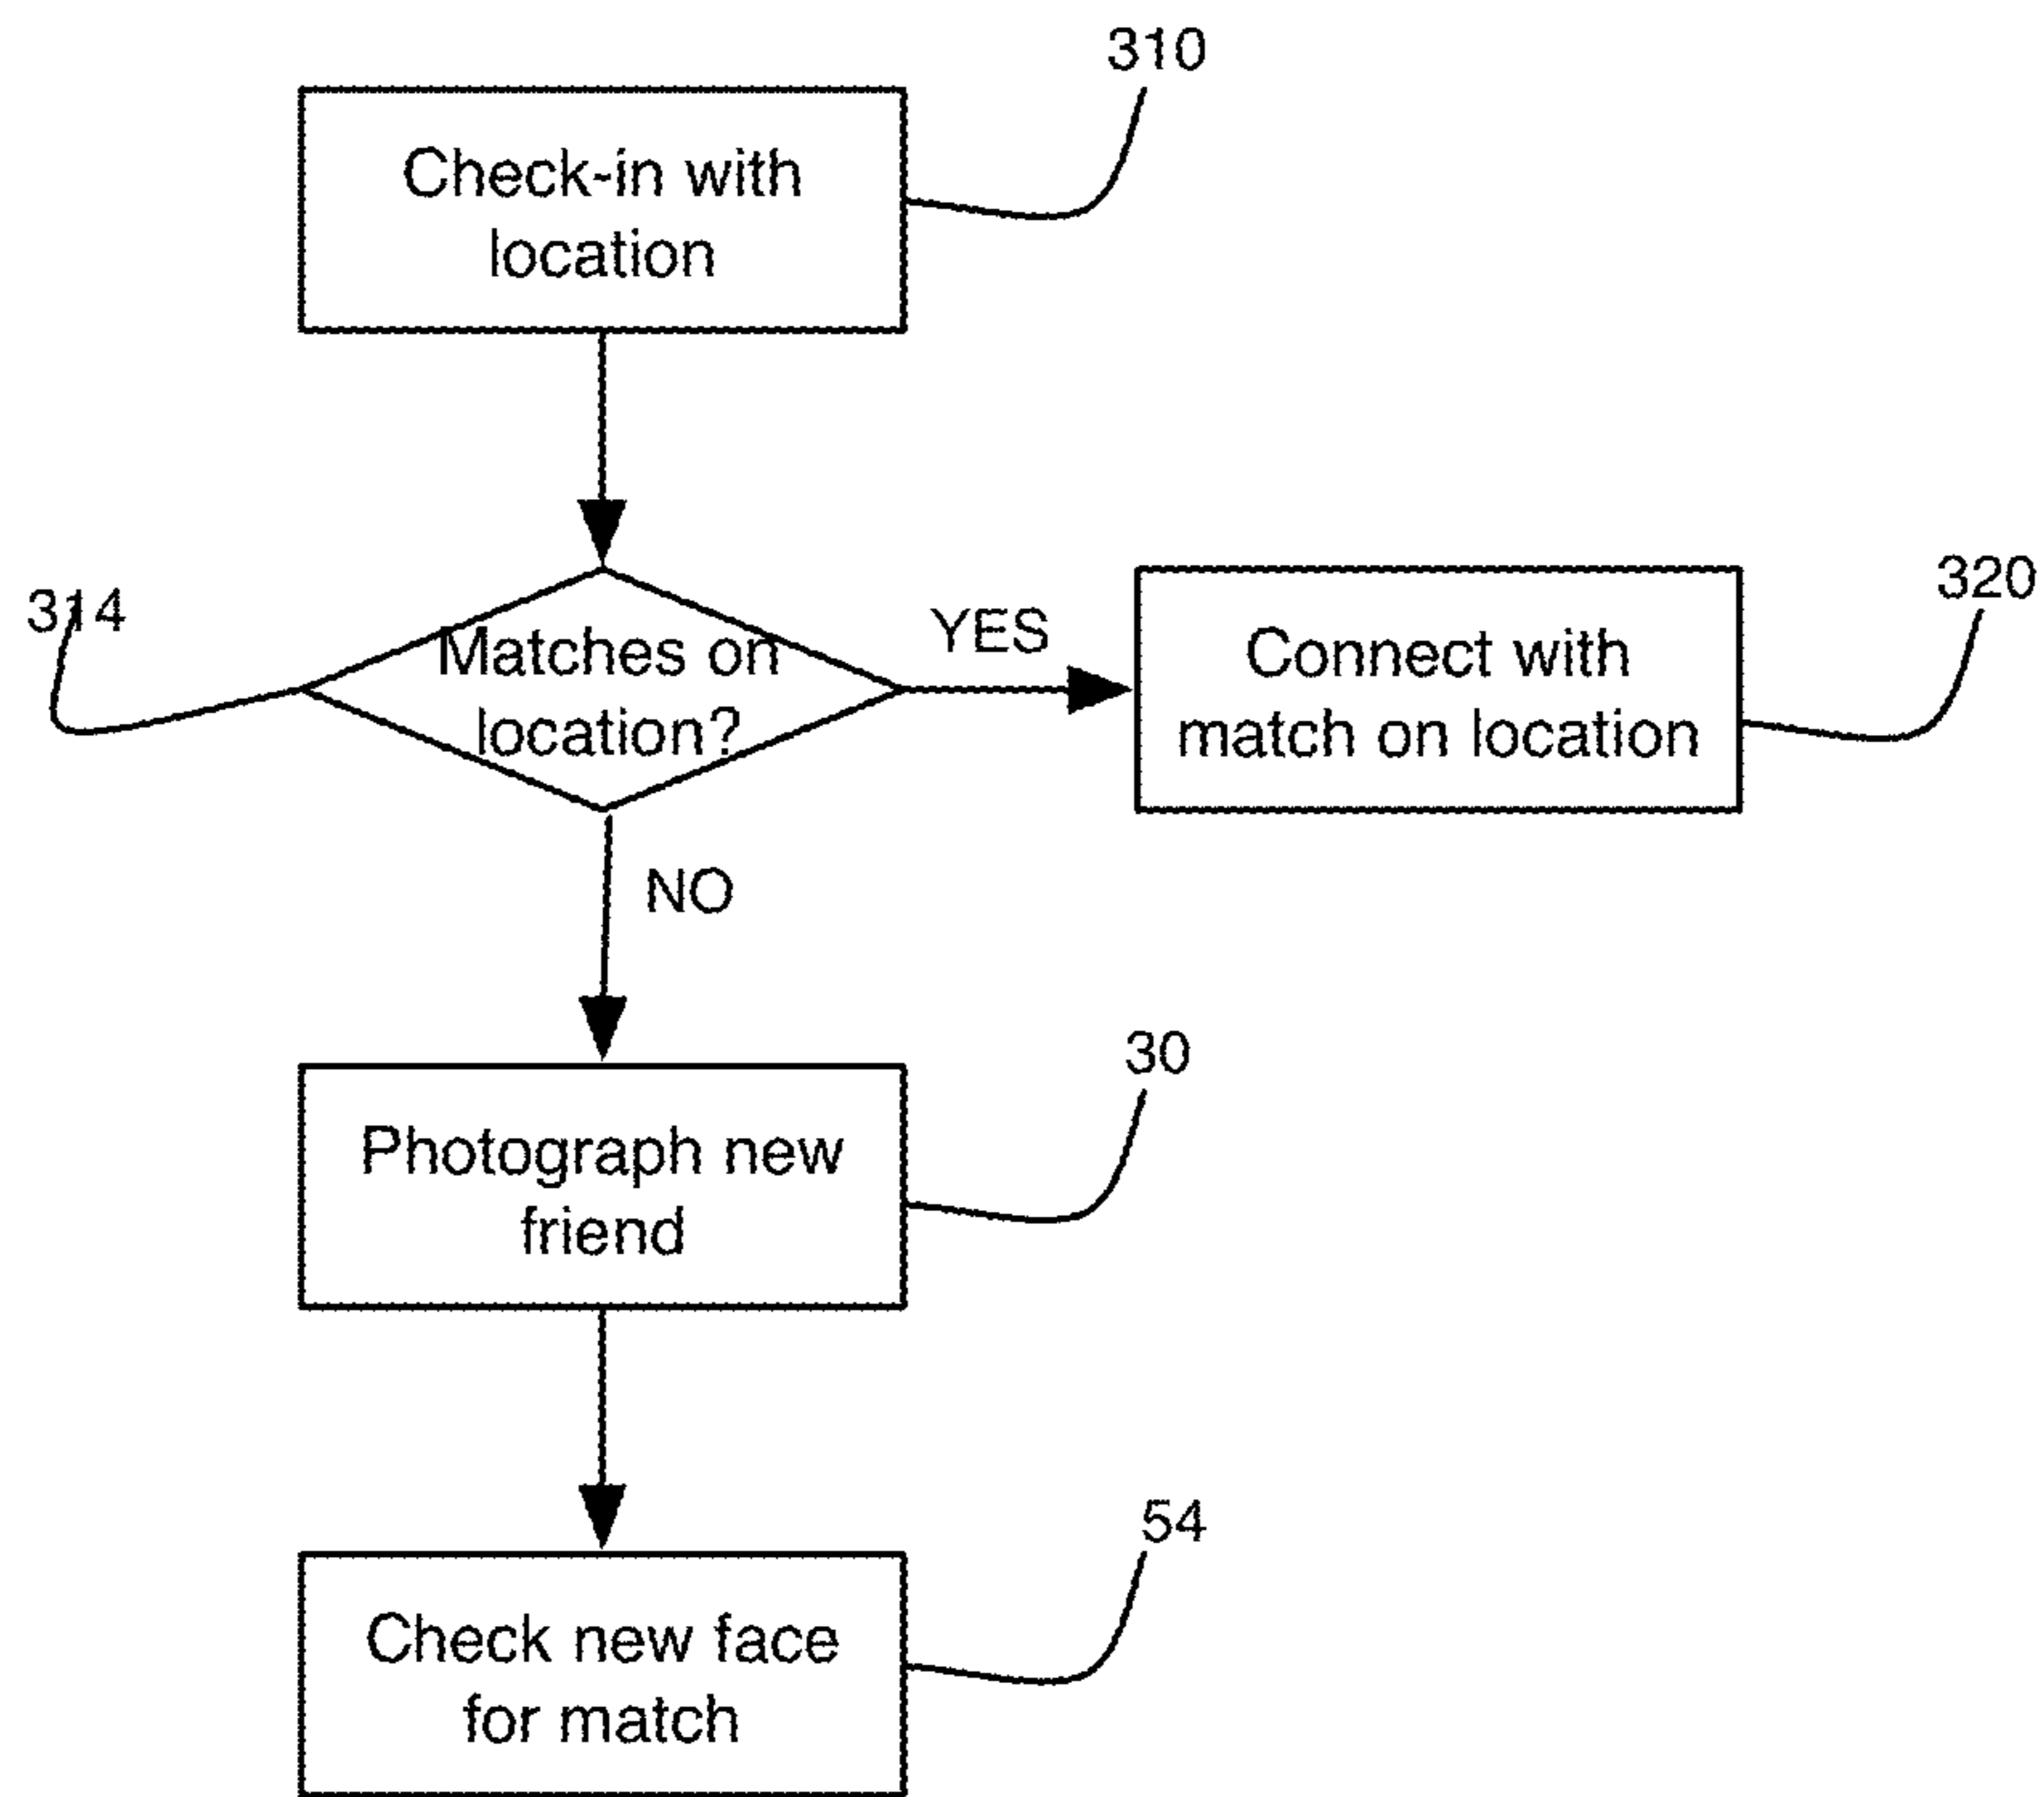 310
Check-in with
location
314
Matches on
location?
YES
320
Connect with
match on location
NO
30
Photograph new
friend
54
Check new face
for match